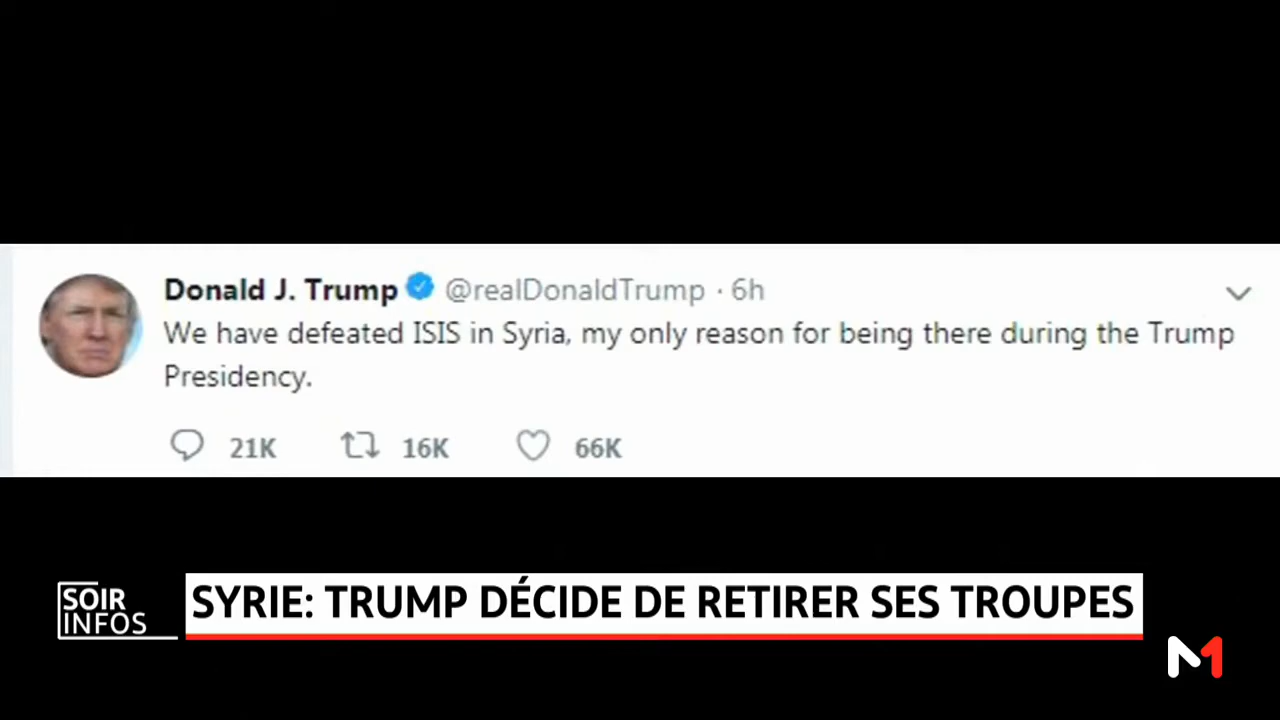 Donald J. Trump @realDonaldTrump · 6h
We have defeated ISIS in Syria, my only reason for being there during the Trump
Presidency.
21K 16K 66K
SOIR
INFOS
SYRIE: TRUMP DÉCIDE DE RETIRER SES TROUPES
M1